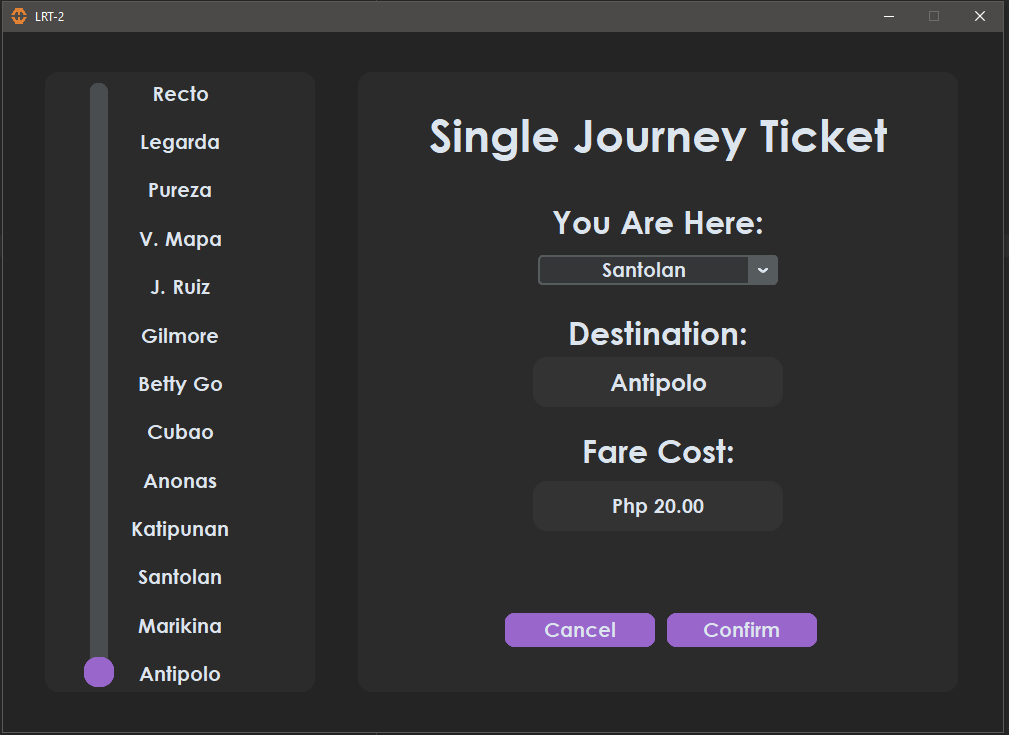 LRT-2
Recto
Legarda
Pureza
V. Mapa
J. Ruiz
Gilmore
Betty Go
Cubao
Anonas
Katipunan
Santolan
Marikina
Antipolo
Single Journey Ticket
You Are Here:
Santolan
Destination:
Antipolo
Fare Cost:
Php 20.00
Cancel
Confirm